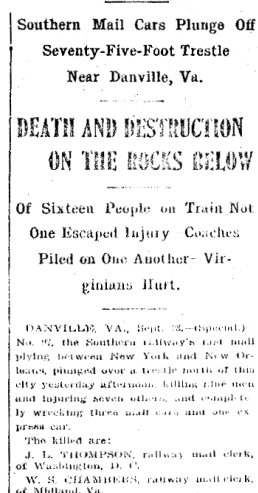 Southern Mail Cars Plunge Off
Seventy-Five-Foot Trestle
Near Danville, Va.
DEATH AND DESTRUCTION
ON THE ROCKS BELOW
Of Sixteen People on Train Not
One Escaped Injury Coaches
Piled on One Another- Vir-
ginians Hurt.
DANVILLE, VA., Sept. 28.—(Special.)—
No. 97, the Southern railway's fast mail
plying between New York and New Or-
leans, plunged over a trestle north of this
city yesterday afternoon, killing nine men
and injuring seven others, and complete-
ly wrecking three mail cars and one ex-
press car.
The killed are:
J. L. THOMPSON, railway mail clerk,
of Washington, D. C.
W. S. CHAMBERS, railway mail clerk,
of Midland, Va.